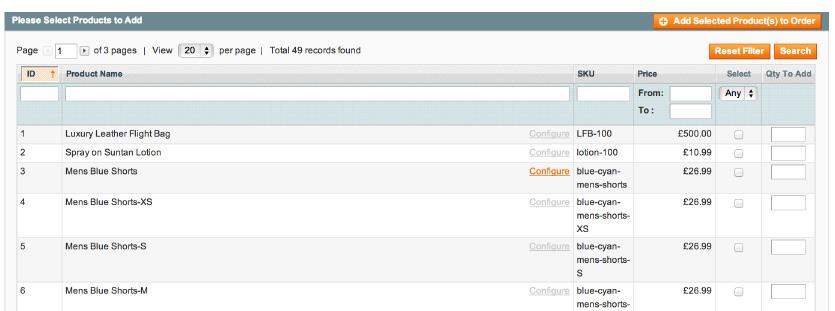 Please Select Products to Add
Add Selected Product(s) to Order
Page 1 of 3 pages | View 20 per page | Total 49 records found
Reset Filter Search
ID Product Name SKU Price Select Qty To Add
From: Any
To :
1 Luxury Leather Flight Bag Configure LFB-100 £500.00
2 Spray on Suntan Lotion Configure lotion-100 £10.99
3 Mens Blue Shorts Configure blue-cyan- £26.99
mens-shorts
4 Mens Blue Shorts-XS Configure blue-cyan- £26.99
mens-shorts-
XS
5 Mens Blue Shorts-S Configure blue-cyan- £26.99
mens-shorts-
S
6 Mens Blue Shorts-M Configure blue-cyan- £26.99
mens-shorts-